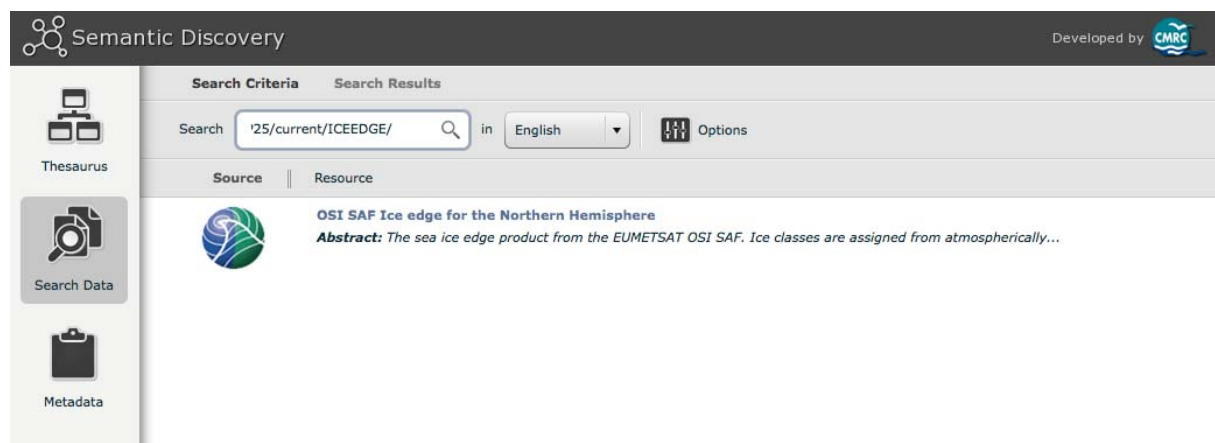 Semantic Discovery
Developed by CMRC
Search Criteria Search Results
Search '25/current/ICEEDGE/ in English Options
Thesaurus
Source Resource
OSI SAF Ice edge for the Northern Hemisphere
Abstract: The sea ice edge product from the EUMETSAT OSI SAF. Ice classes are assigned from atmospherically...
Search Data
Metadata